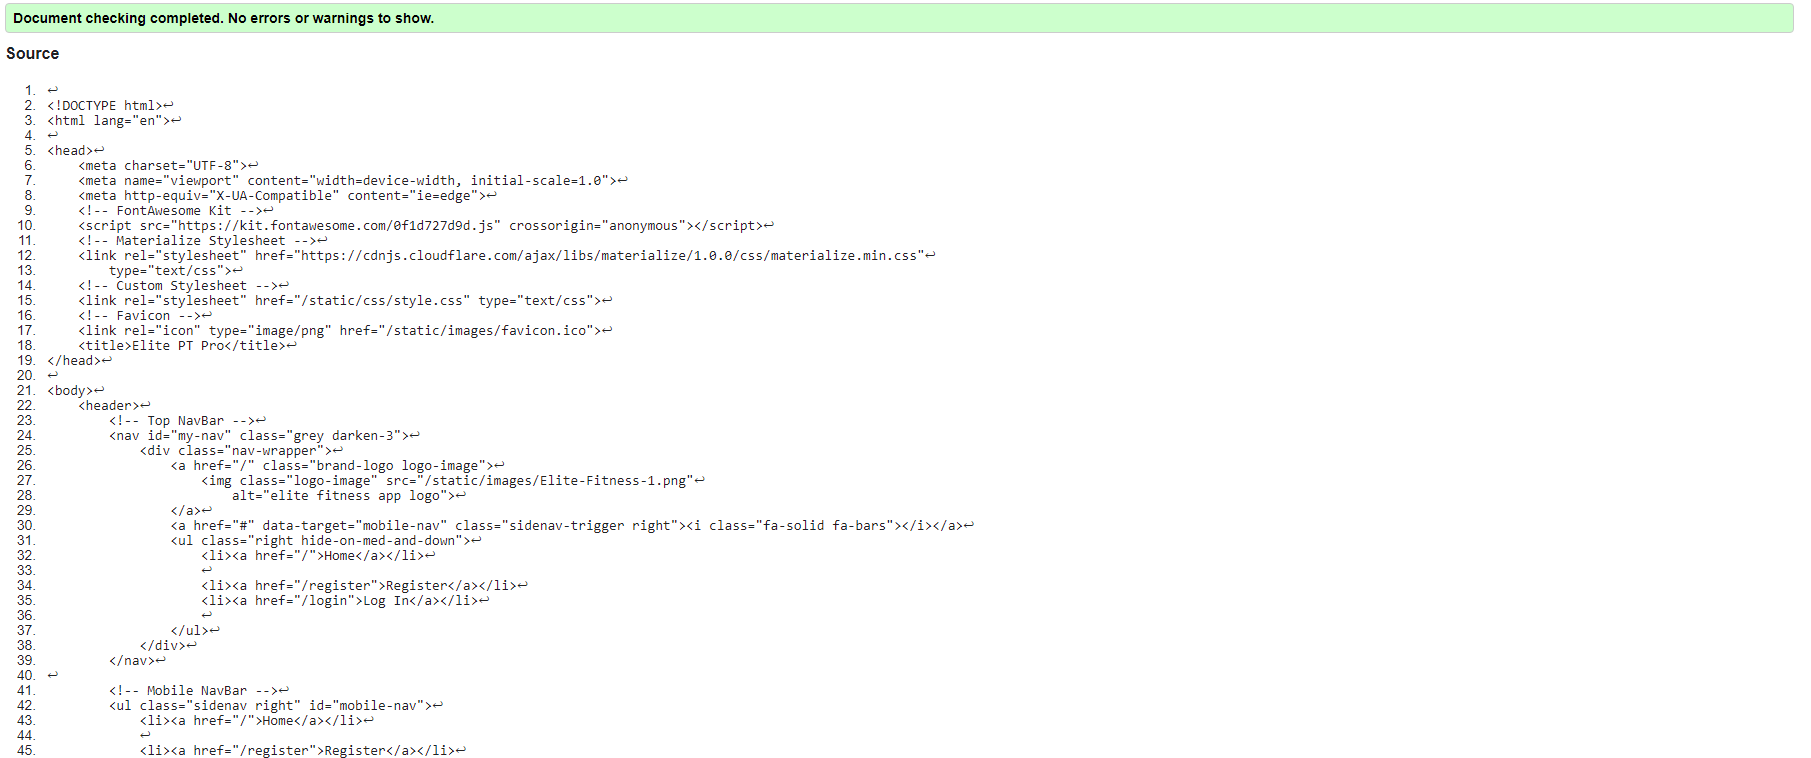 Document checking completed. No errors or warnings to show.
Source
1. ↩
2. <!DOCTYPE html>↩
3. <html lang="en">↩
4. ↩
5. <head>↩
6.     <meta charset="UTF-8">↩
7.     <meta name="viewport" content="width=device-width, initial-scale=1.0">↩
8.     <meta http-equiv="X-UA-Compatible" content="ie=edge">↩
9.     <!-- FontAwesome Kit -->↩
10.     <script src="https://kit.fontawesome.com/0f1d727d9d.js" crossorigin="anonymous"></script>↩
11.     <!-- Materialize Stylesheet -->↩
12.     <link rel="stylesheet" href="https://cdnjs.cloudflare.com/ajax/libs/materialize/1.0.0/css/materialize.min.css"↩
13.         type="text/css">↩
14.     <!-- Custom Stylesheet -->↩
15.     <link rel="stylesheet" href="/static/css/style.css" type="text/css">↩
16.     <!-- Favicon -->↩
17.     <link rel="icon" type="image/png" href="/static/images/favicon.ico">↩
18.     <title>Elite PT Pro</title>↩
19. </head>↩
20. ↩
21. <body>↩
22.     <header>↩
23.         <!-- Top NavBar -->↩
24.         <nav id="my-nav" class="grey darken-3">↩
25.             <div class="nav-wrapper">↩
26.                 <a href="/" class="brand-logo logo-image">↩
27.                     <img class="logo-image" src="/static/images/Elite-Fitness-1.png"↩
28.                         alt="elite fitness app logo">↩
29.                 </a>↩
30.                 <a href="#" data-target="mobile-nav" class="sidenav-trigger right"><i class="fa-solid fa-bars"></i></a>↩
31.                 <ul class="right hide-on-med-and-down">↩
32.                     <li><a href="/">Home</a></li>↩
33.                     ↩
34.                     <li><a href="/register">Register</a></li>↩
35.                     <li><a href="/login">Log In</a></li>↩
36.                     ↩
37.                 </ul>↩
38.             </div>↩
39.         </nav>↩
40. ↩
41.         <!-- Mobile NavBar -->↩
42.         <ul class="sidenav right" id="mobile-nav">↩
43.             <li><a href="/">Home</a></li>↩
44.             ↩
45.             <li><a href="/register">Register</a></li>↩